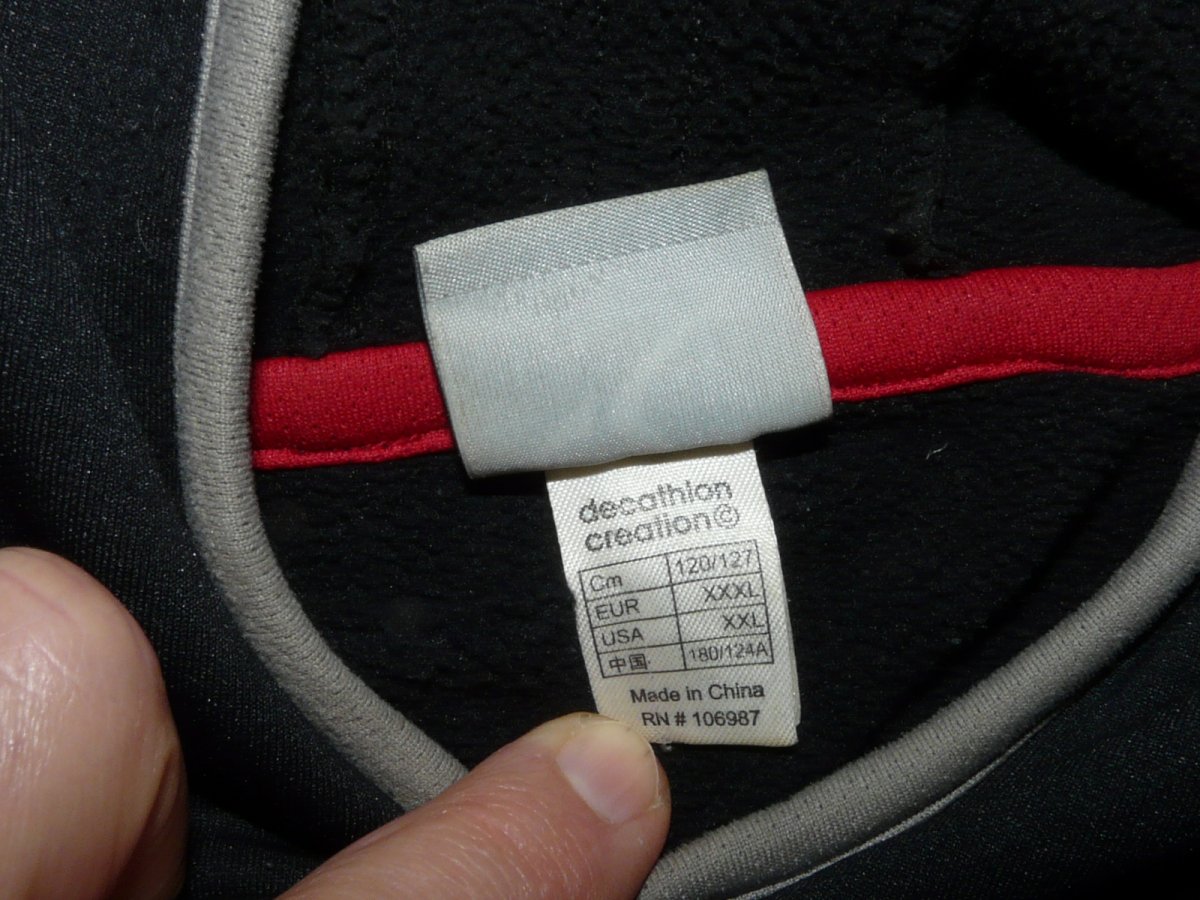 decathlon
creation©
Cm 120/127
EUR XXXL
USA XXL
中国 180/124A
Made in China
RN # 106987